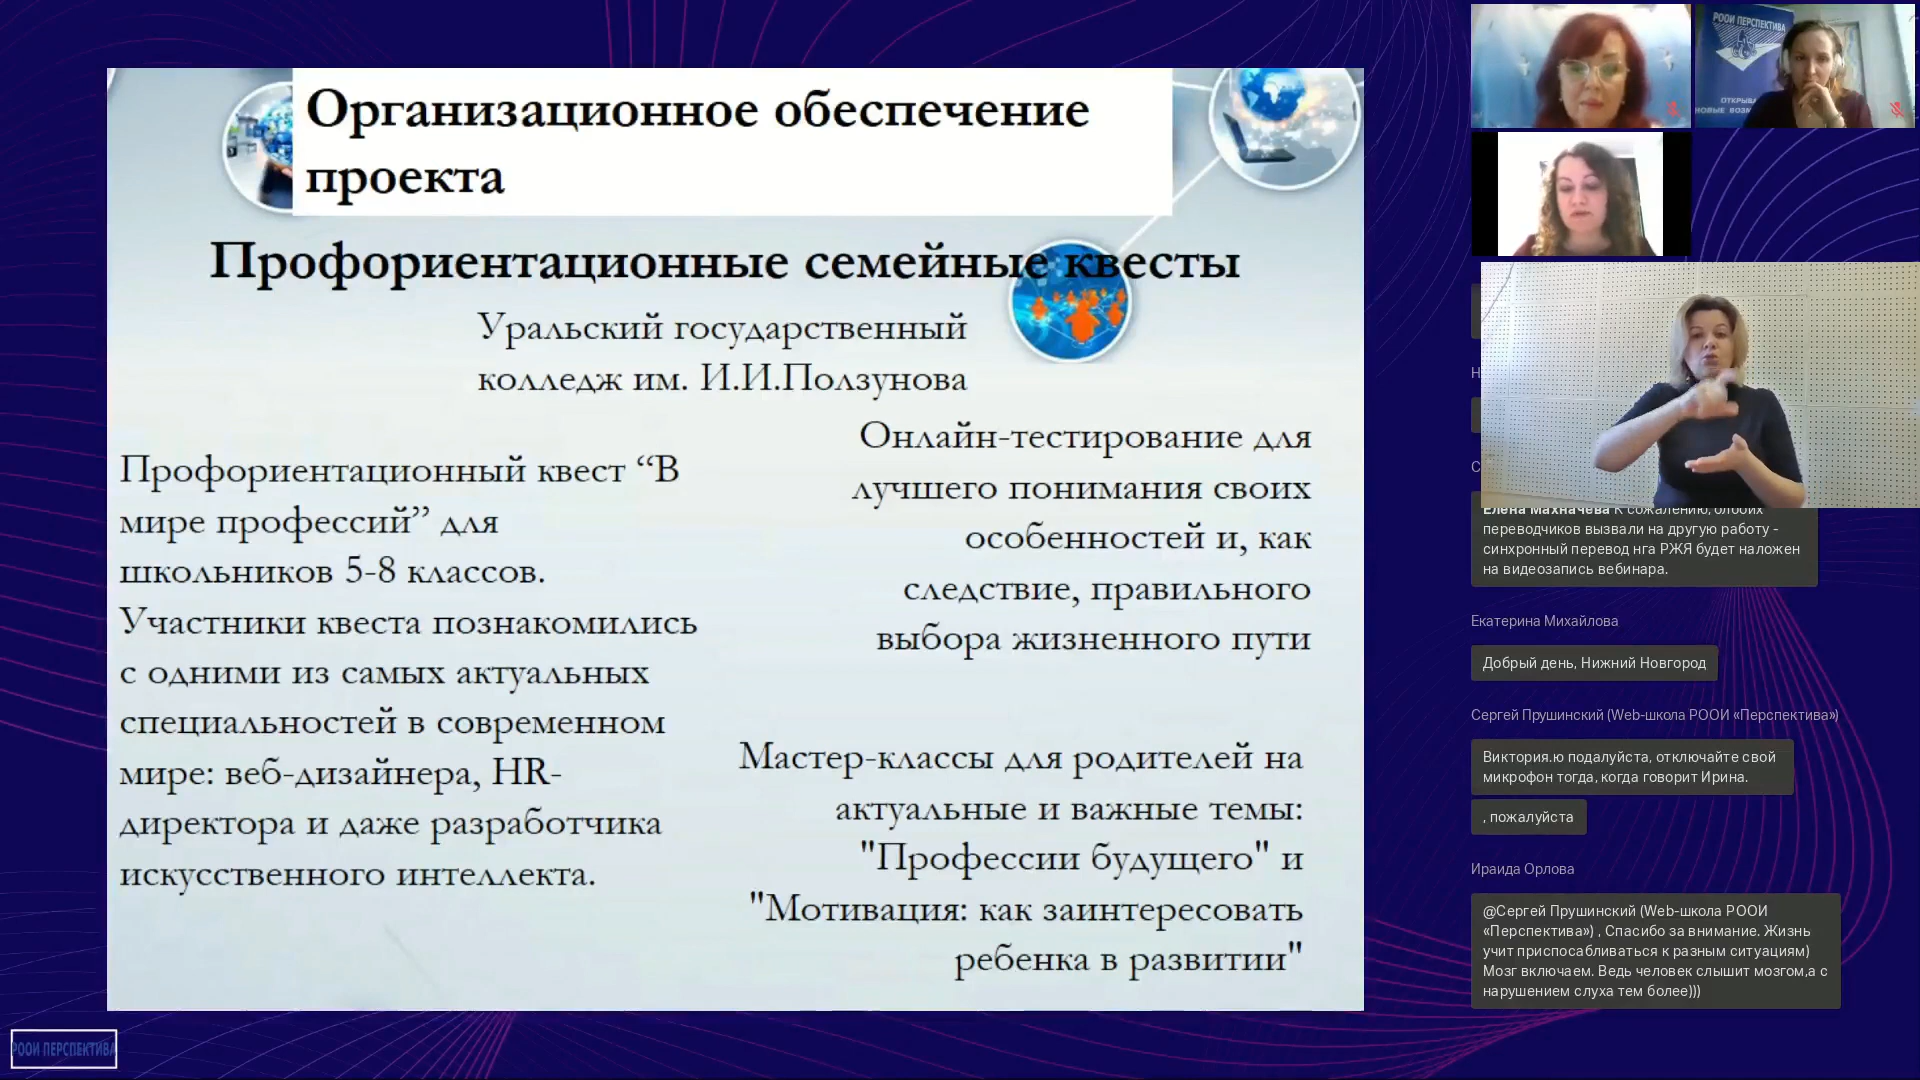 Организационное обеспечение
проекта
Профориентационные семейные квесты
Уральский государственный
колледж им. И.И.Ползунова
Профориентационный квест “В
мире профессий” для
школьников 5-8 классов.
Участники квеста познакомились
с одними из самых актуальных
специальностей в современном
мире: веб-дизайнера, HR-
директора и даже разработчика
искусственного интеллекта.
Онлайн-тестирование для
лучшего понимания своих
особенностей и, как
следствие, правильного
выбора жизненного пути
Мастер-классы для родителей на
актуальные и важные темы:
"Профессии будущего" и
"Мотивация: как заинтересовать
ребенка в развитии"
РООИ ПЕРСПЕКТИВА
Н
С
Елена Махначева К сожалению, олбоих
переводчиков вызвали на другую работу -
синхронный перевод нга РЖЯ будет наложен
на видеозапись вебинара.
Екатерина Михайлова
Добрый день, Нижний Новгород
Сергей Прушинский (Web-школа РООИ «Перспектива»)
Виктория.ю подалуйста, отключайте свой
микрофон тогда, когда говорит Ирина.
, пожалуйста
Ираида Орлова
@Сергей Прушинский (Web-школа РООИ
«Перспектива») , Спасибо за внимание. Жизнь
учит приспосабливаться к разным ситуациям)
Мозг включаем. Ведь человек слышит мозгом,а с
нарушением слуха тем более)))
РООИ ПЕРСПЕКТИВА